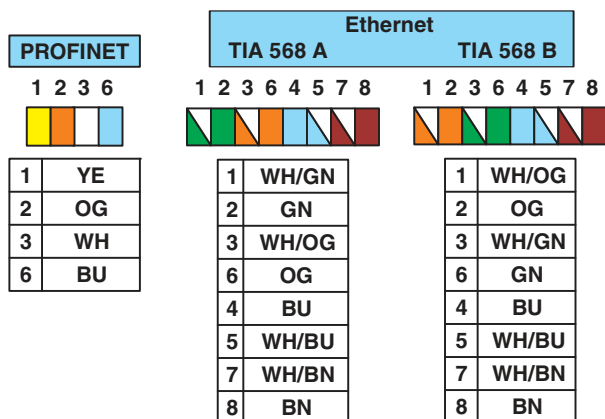 Ethernet
PROFINET
TIA 568 A
TIA 568 B
1 2 3 6
1 2 3 6 4 5 7 8
1 2 3 6 4 5 7 8
1 YE
2 OG
3 WH
6 BU
1 WH/GN
2 GN
3 WH/OG
6 OG
4 BU
5 WH/BU
7 WH/BN
8 BN
1 WH/OG
2 OG
3 WH/GN
6 GN
4 BU
5 WH/BU
7 WH/BN
8 BN